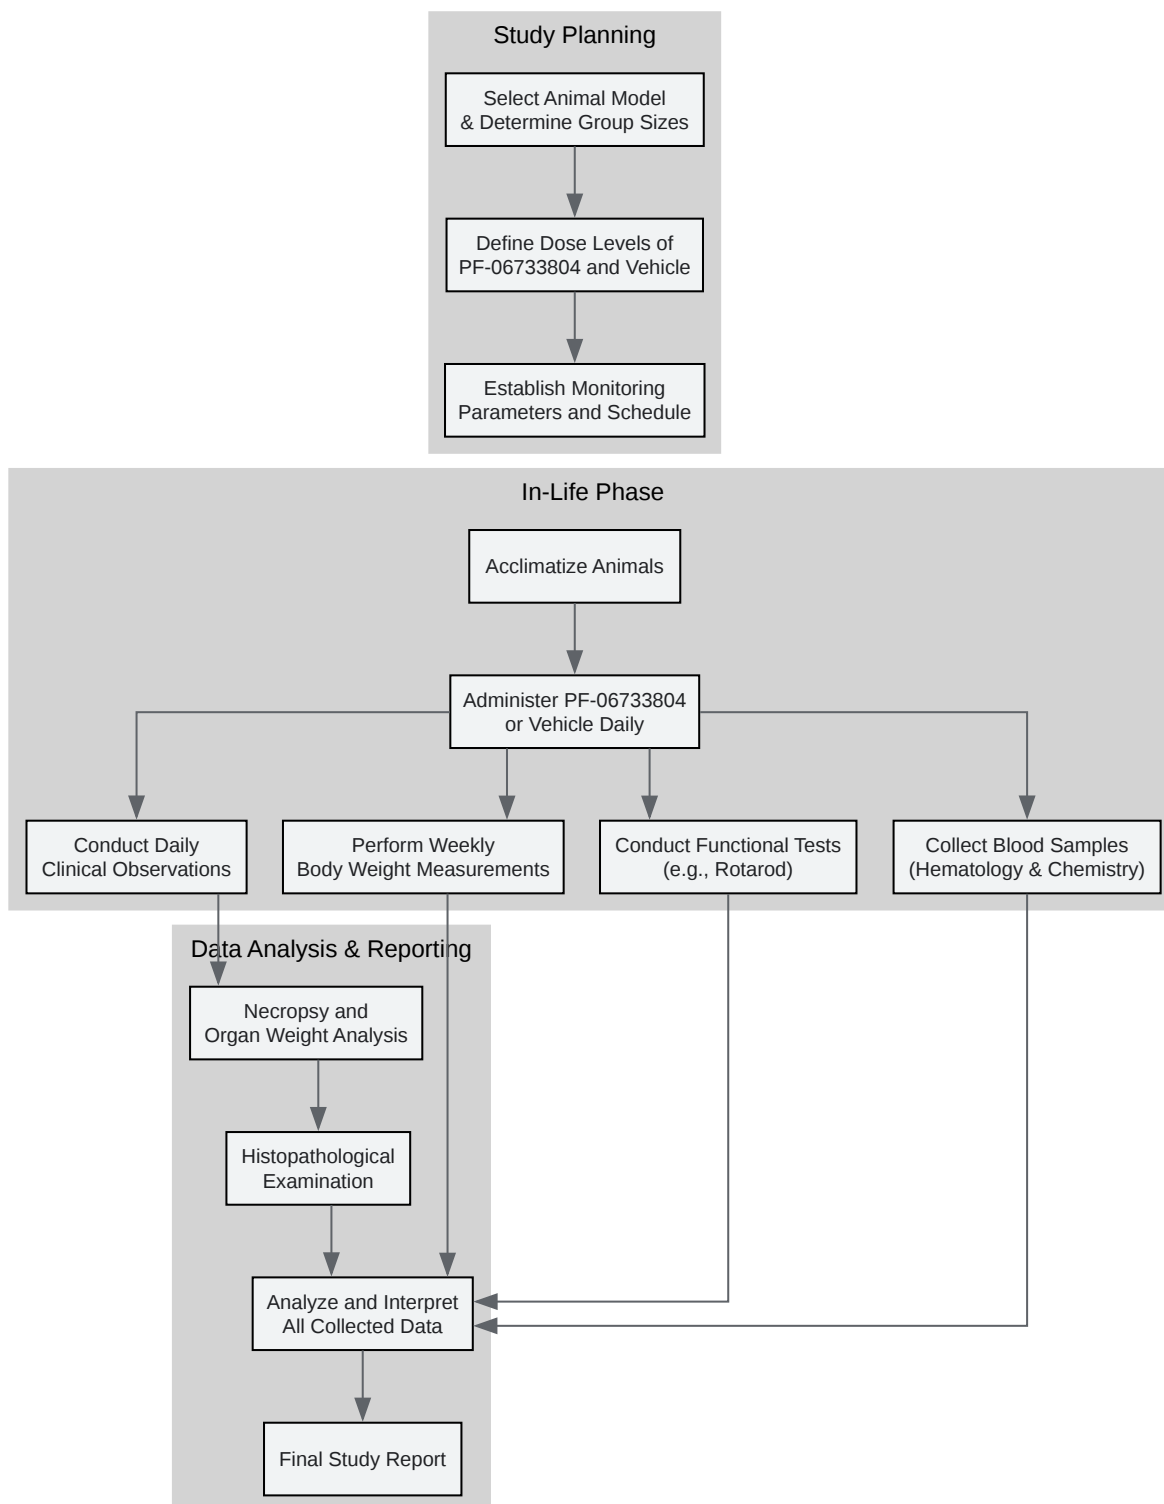 Study Planning
Select Animal Model
& Determine Group Sizes
Define Dose Levels of
PF-06733804 and Vehicle
Establish Monitoring
Parameters and Schedule
In-Life Phase
Acclimatize Animals
Administer PF-06733804
or Vehicle Daily
Conduct Daily
Clinical Observations
Perform Weekly
Body Weight Measurements
Conduct Functional Tests
(e.g., Rotarod)
Collect Blood Samples
(Hematology & Chemistry)
Data Analysis & Reporting
Necropsy and
Organ Weight Analysis
Histopathological
Examination
Analyze and Interpret
All Collected Data
Final Study Report